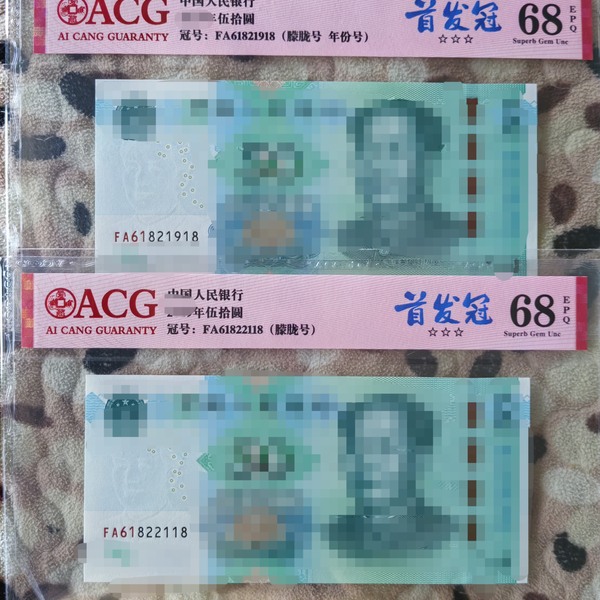 ACG
中国人民银行
伍拾圆
首发冠
68
EPQ
AI CANG GUARANTY
冠号：FA61821918（朦胧号 年份号）
☆☆☆
Superb Gem Unc
FA61821918
ACG
中国人民银行
年伍拾圆
首发冠
68
EPQ
AI CANG GUARANTY
冠号：FA61822118（朦胧号）
☆☆☆
Superb Gem Unc
FA61822118